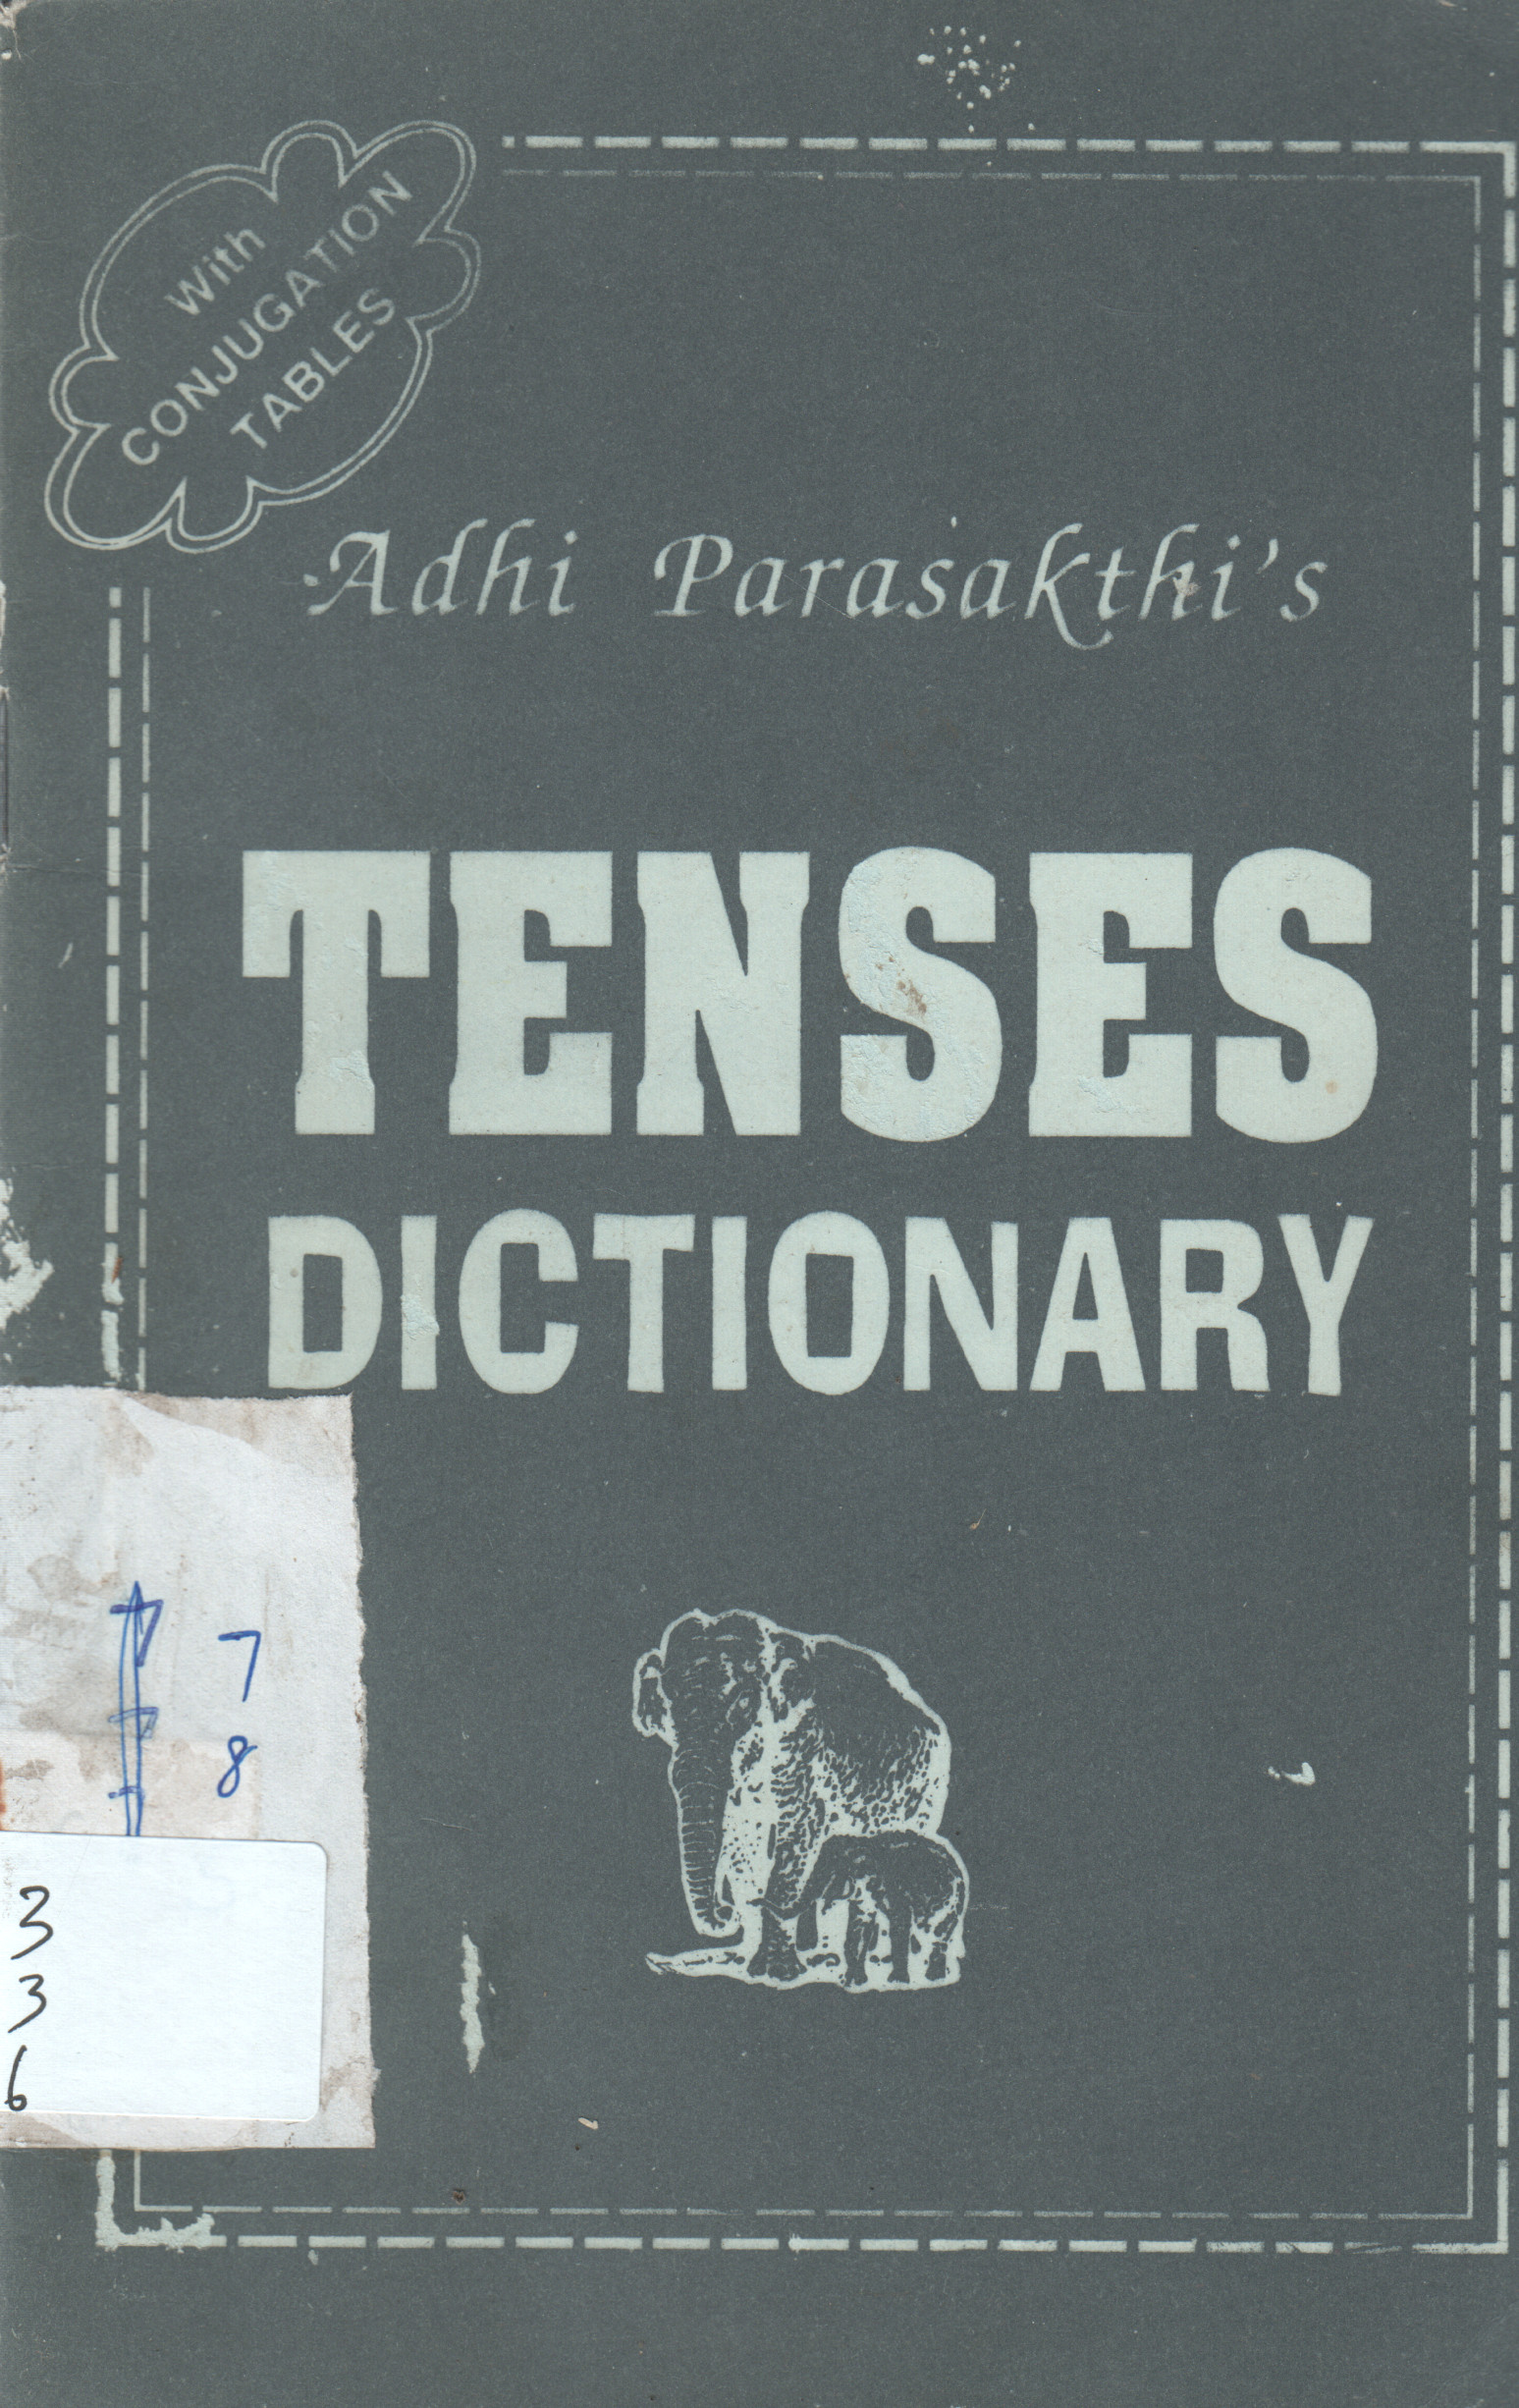 With
CONJUGATION
TABLES
Adhi Parasakthi's
TENSES
DICTIONARY
7
8
3
3
6